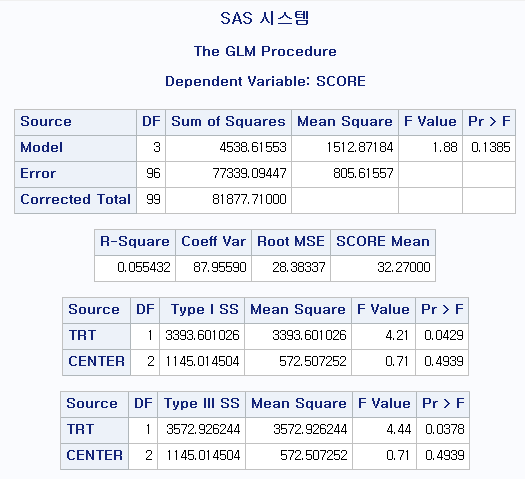 SAS 시스템
The GLM Procedure
Dependent Variable: SCORE
Source DF Sum of Squares Mean Square F Value Pr > F
Model 3 4538.61553 1512.87184 1.88 0.1385
Error 96 77339.09447 805.61557
Corrected Total 99 81877.71000
R-Square Coeff Var Root MSE SCORE Mean
0.055432 87.95590 28.38337 32.27000
Source DF Type I SS Mean Square F Value Pr > F
TRT 1 3393.601026 3393.601026 4.21 0.0429
CENTER 2 1145.014504 572.507252 0.71 0.4939
Source DF Type III SS Mean Square F Value Pr > F
TRT 1 3572.926244 3572.926244 4.44 0.0378
CENTER 2 1145.014504 572.507252 0.71 0.4939